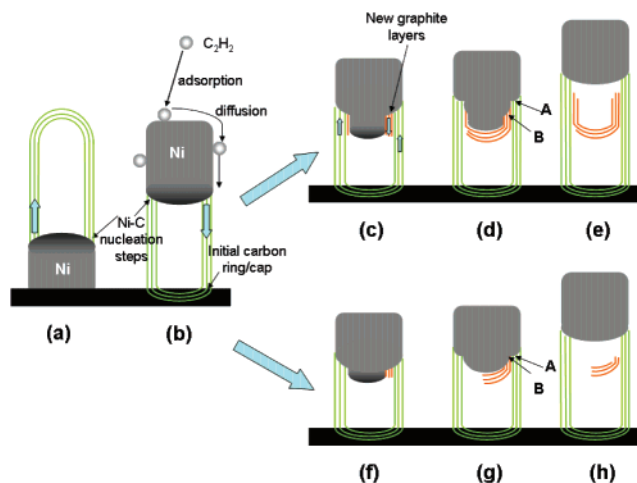 C₂H₂
adsorption
diffusion
Ni
Ni-C
nucleation
steps
Ni
Initial carbon
ring/cap
(a)
(b)
New graphite
layers
A
B
(c)
(d)
(e)
A
B
(f)
(g)
(h)